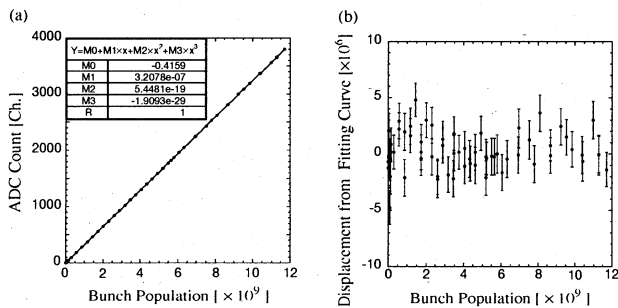 (a)
Y=M0+M1×x+M2×x²+M3×x³
M0 -0.4159
M1 3.2078e-07
M2 5.4481e-19
M3 -1.9093e-29
R 1
ADC Count [Ch.]
4000
3000
2000
1000
0
0 2 4 6 8 10 12
Bunch Population [ ×10⁹]
(b)
Displacement from Fitting Curve [×10⁶]
10
5
0
-5
-10
0 2 4 6 8 10 12
Bunch Population [ ×10⁹]